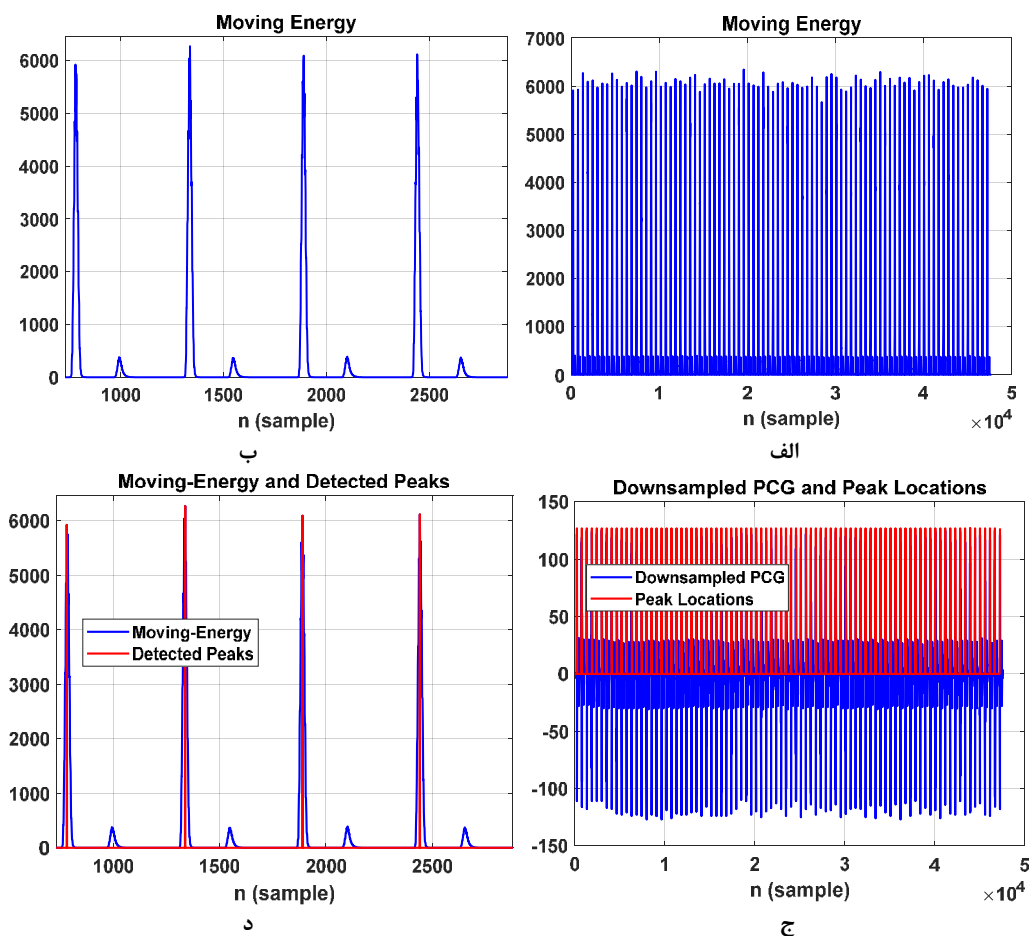 Moving Energy
6000
5000
4000
3000
2000
1000
0
1000 1500 2000 2500
n (sample)
ب
Moving Energy
7000
6000
5000
4000
3000
2000
1000
0
0 1 2 3 4 5
n (sample) ×10⁴
الف
Moving-Energy and Detected Peaks
6000
5000
4000
Moving-Energy
Detected Peaks
3000
2000
1000
0
1000 1500 2000 2500
n (sample)
د
Downsampled PCG and Peak Locations
150
100
Downsampled PCG
Peak Locations
50
0
-50
-100
-150
0 1 2 3 4 5
n (sample) ×10⁴
ج